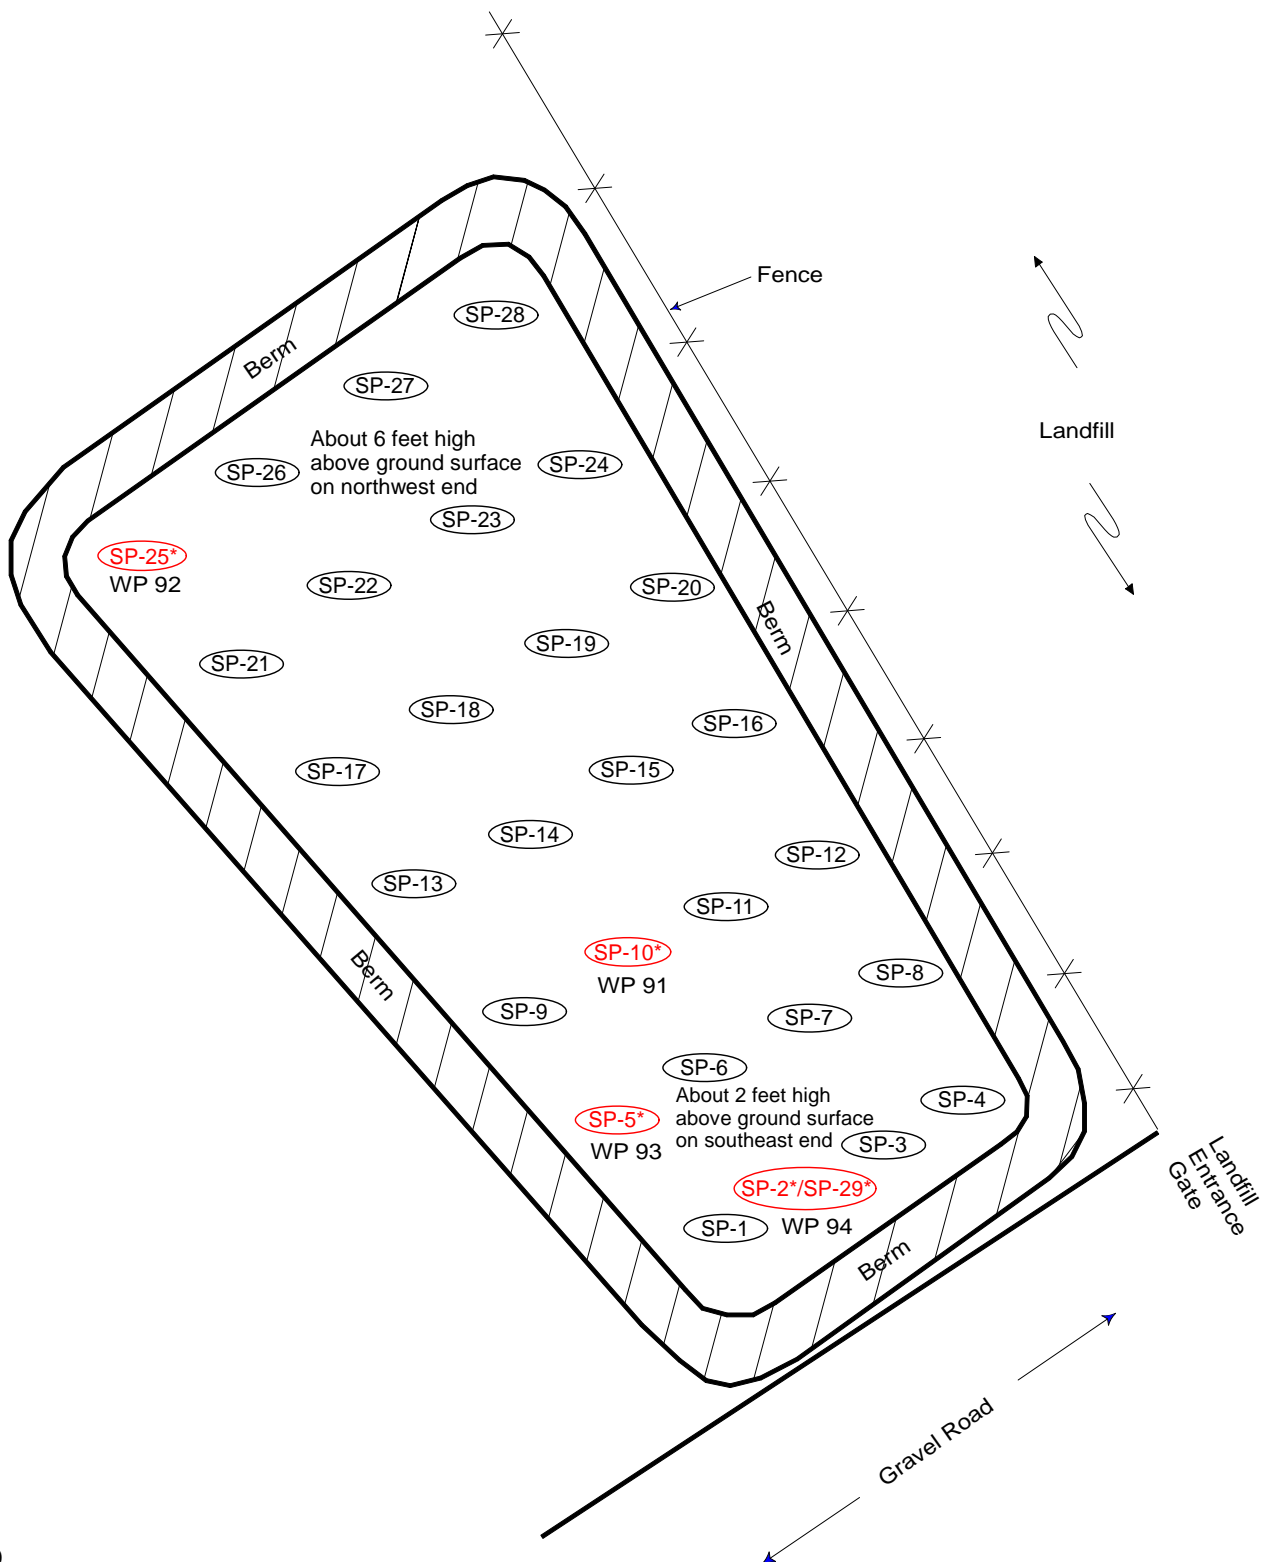 Fence
SP-28
Berm
SP-27
Landfill
About 6 feet high
above ground surface
on northwest end
SP-26
SP-24
SP-23
SP-25*
WP 92
SP-22
SP-20
Berm
SP-19
SP-21
SP-18
SP-16
SP-17
SP-15
SP-14
SP-12
SP-13
SP-11
SP-10*
WP 91
Berm
SP-8
SP-9
SP-7
SP-6
About 2 feet high
above ground surface
on southeast end
SP-4
SP-5*
WP 93
SP-3
SP-2*/SP-29*
WP 94
SP-1
Berm
Landfill
Entrance
Gate
Gravel Road